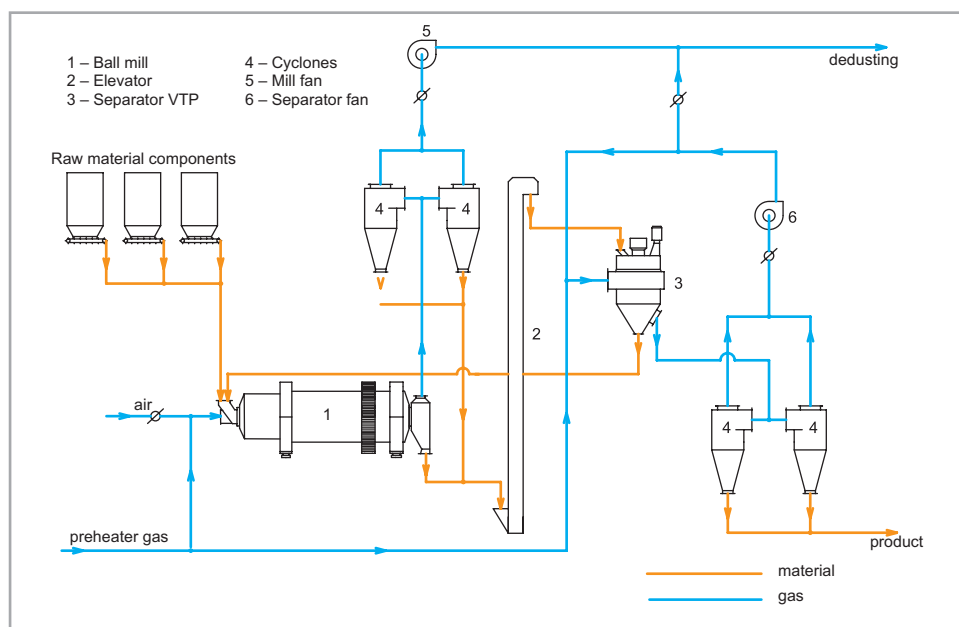 1 – Ball mill
2 – Elevator
3 – Separator VTP
4 – Cyclones
5 – Mill fan
6 – Separator fan
5
dedusting
Raw material components
4
4
6
3
2
air
1
4
4
preheater gas
product
material
gas